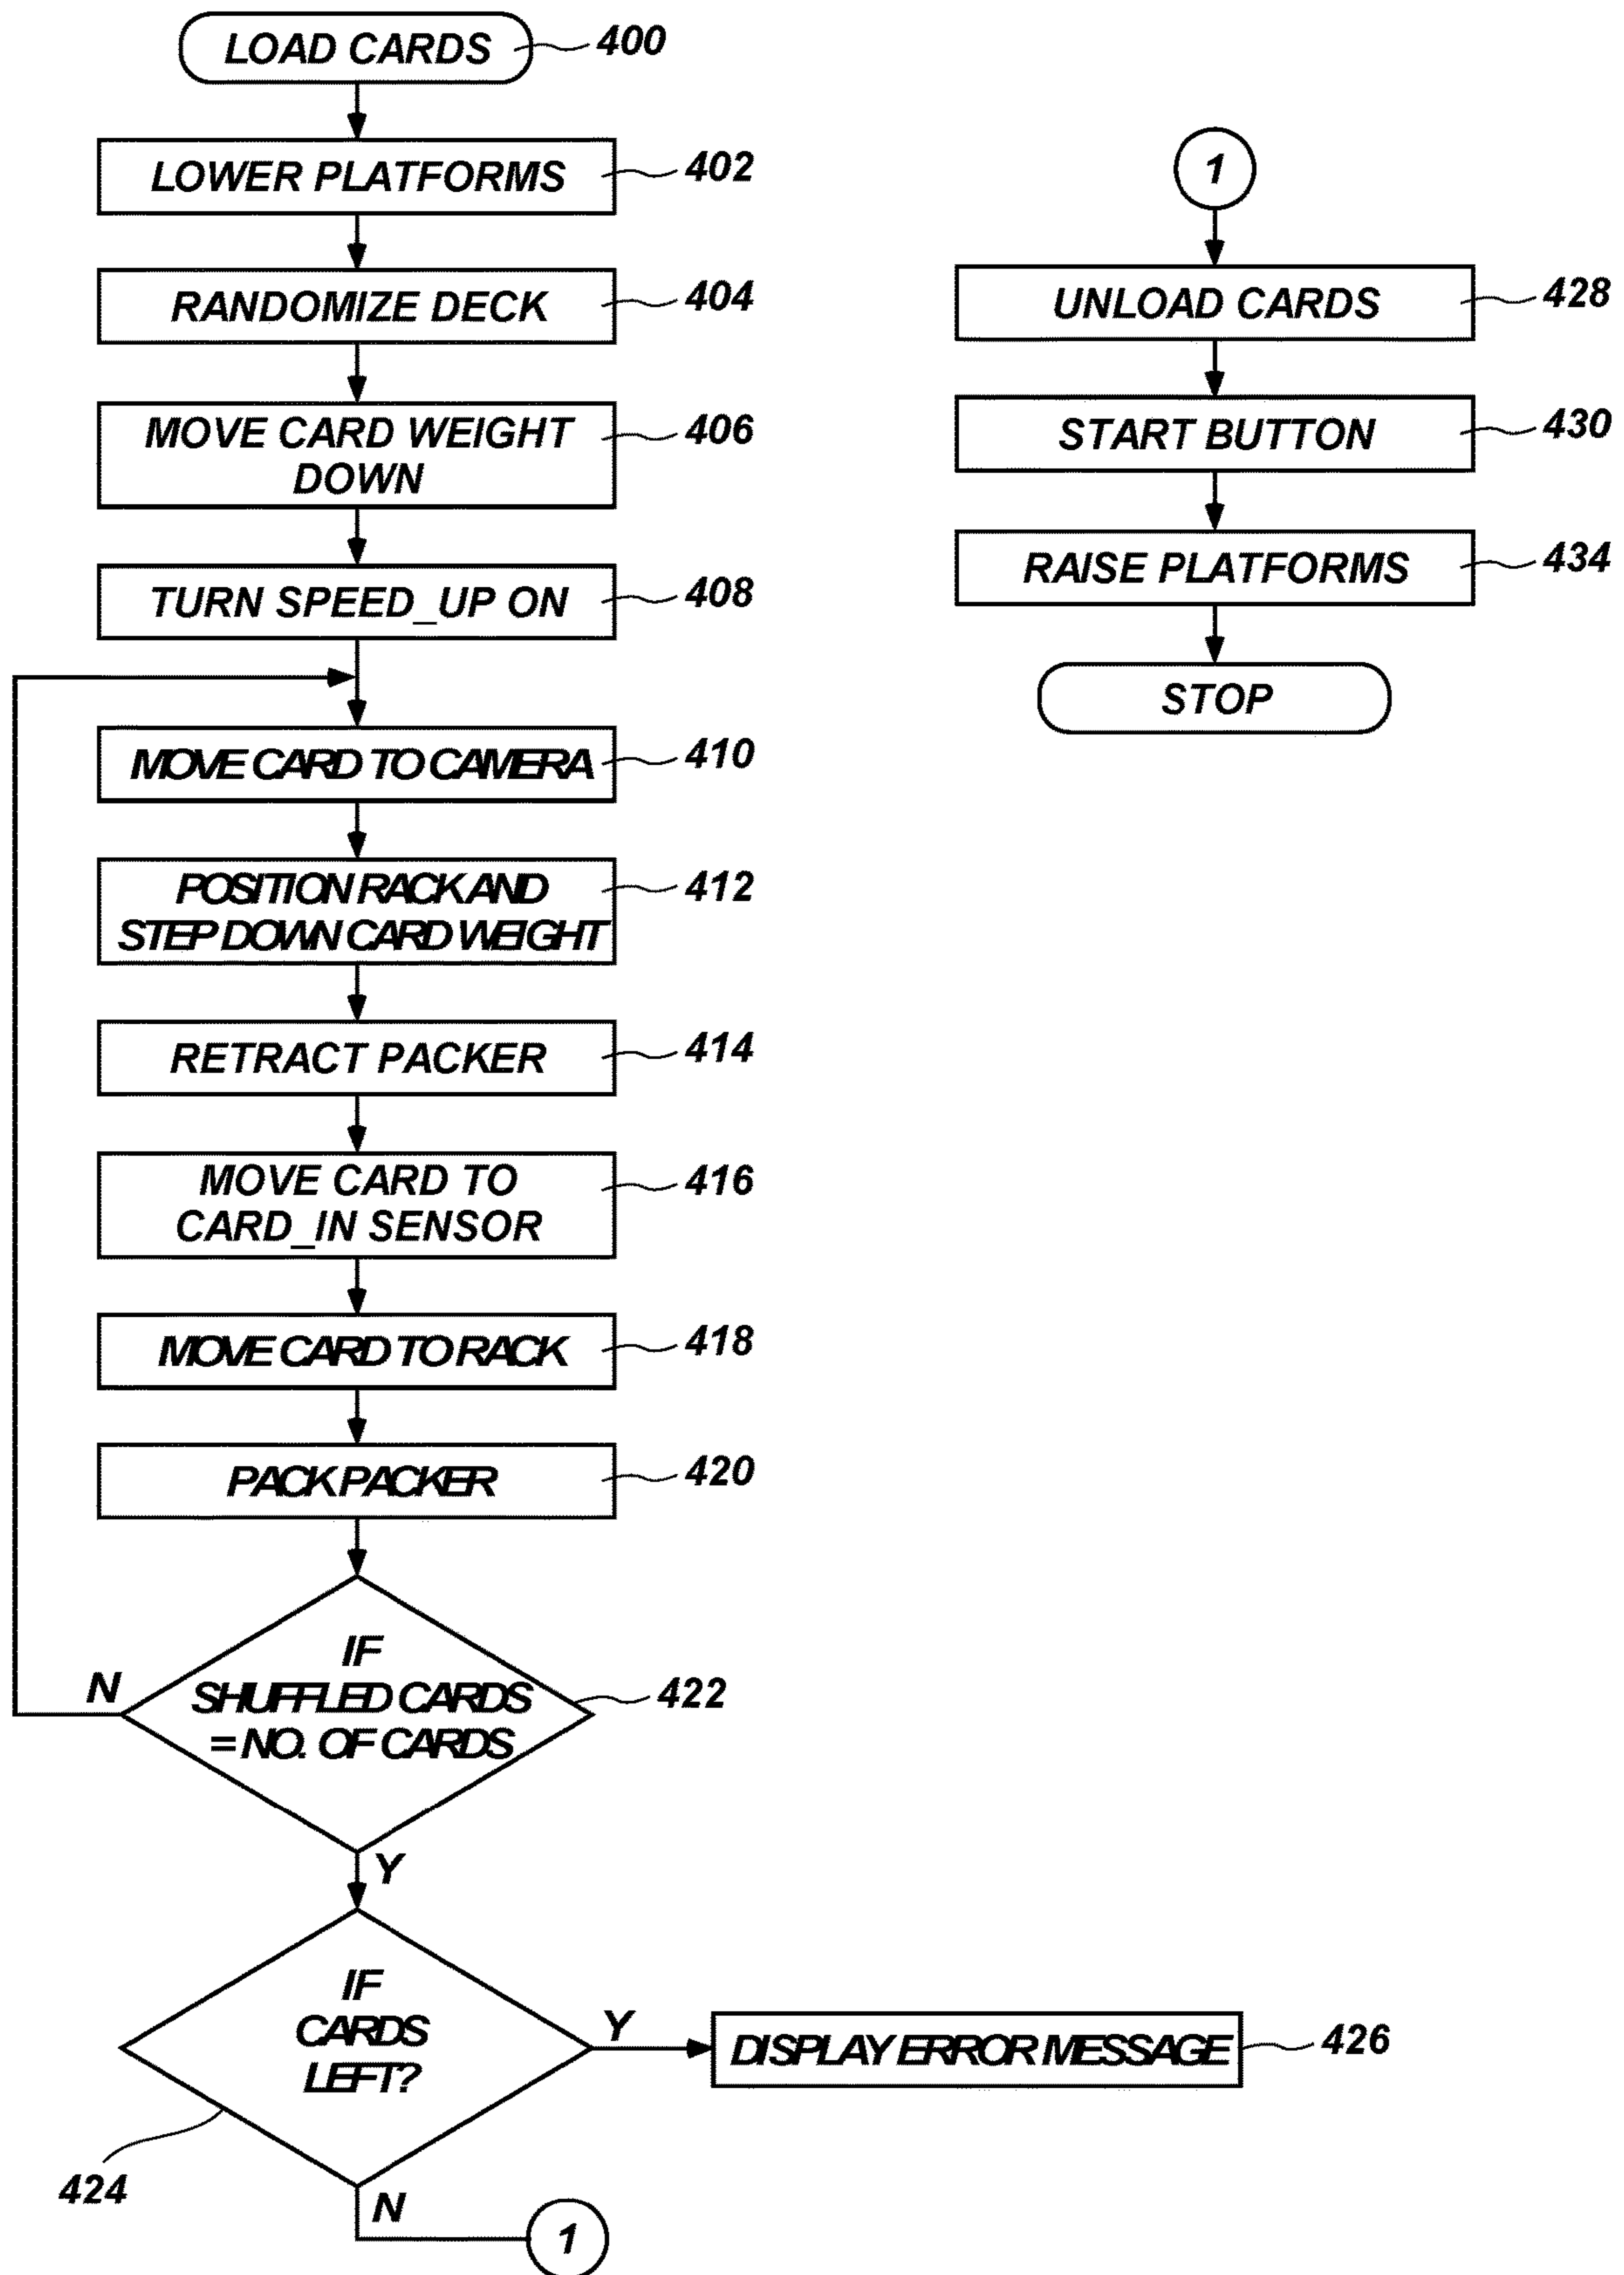 LOAD CARDS
400
LOWER PLATFORMS
402
RANDOMIZE DECK
404
MOVE CARD WEIGHT
DOWN
406
TURN SPEED_UP ON
408
MOVE CARD TO CAMERA
410
POSITION RACK AND
STEP DOWN CARD WEIGHT
412
RETRACT PACKER
414
MOVE CARD TO
CARD_IN SENSOR
416
MOVE CARD TO RACK
418
PACK PACKER
420
IF
SHUFFLED CARDS
= NO. OF CARDS
422
N
Y
IF
CARDS
LEFT?
424
Y
DISPLAY ERROR MESSAGE
426
N
1
1
UNLOAD CARDS
428
START BUTTON
430
RAISE PLATFORMS
434
STOP